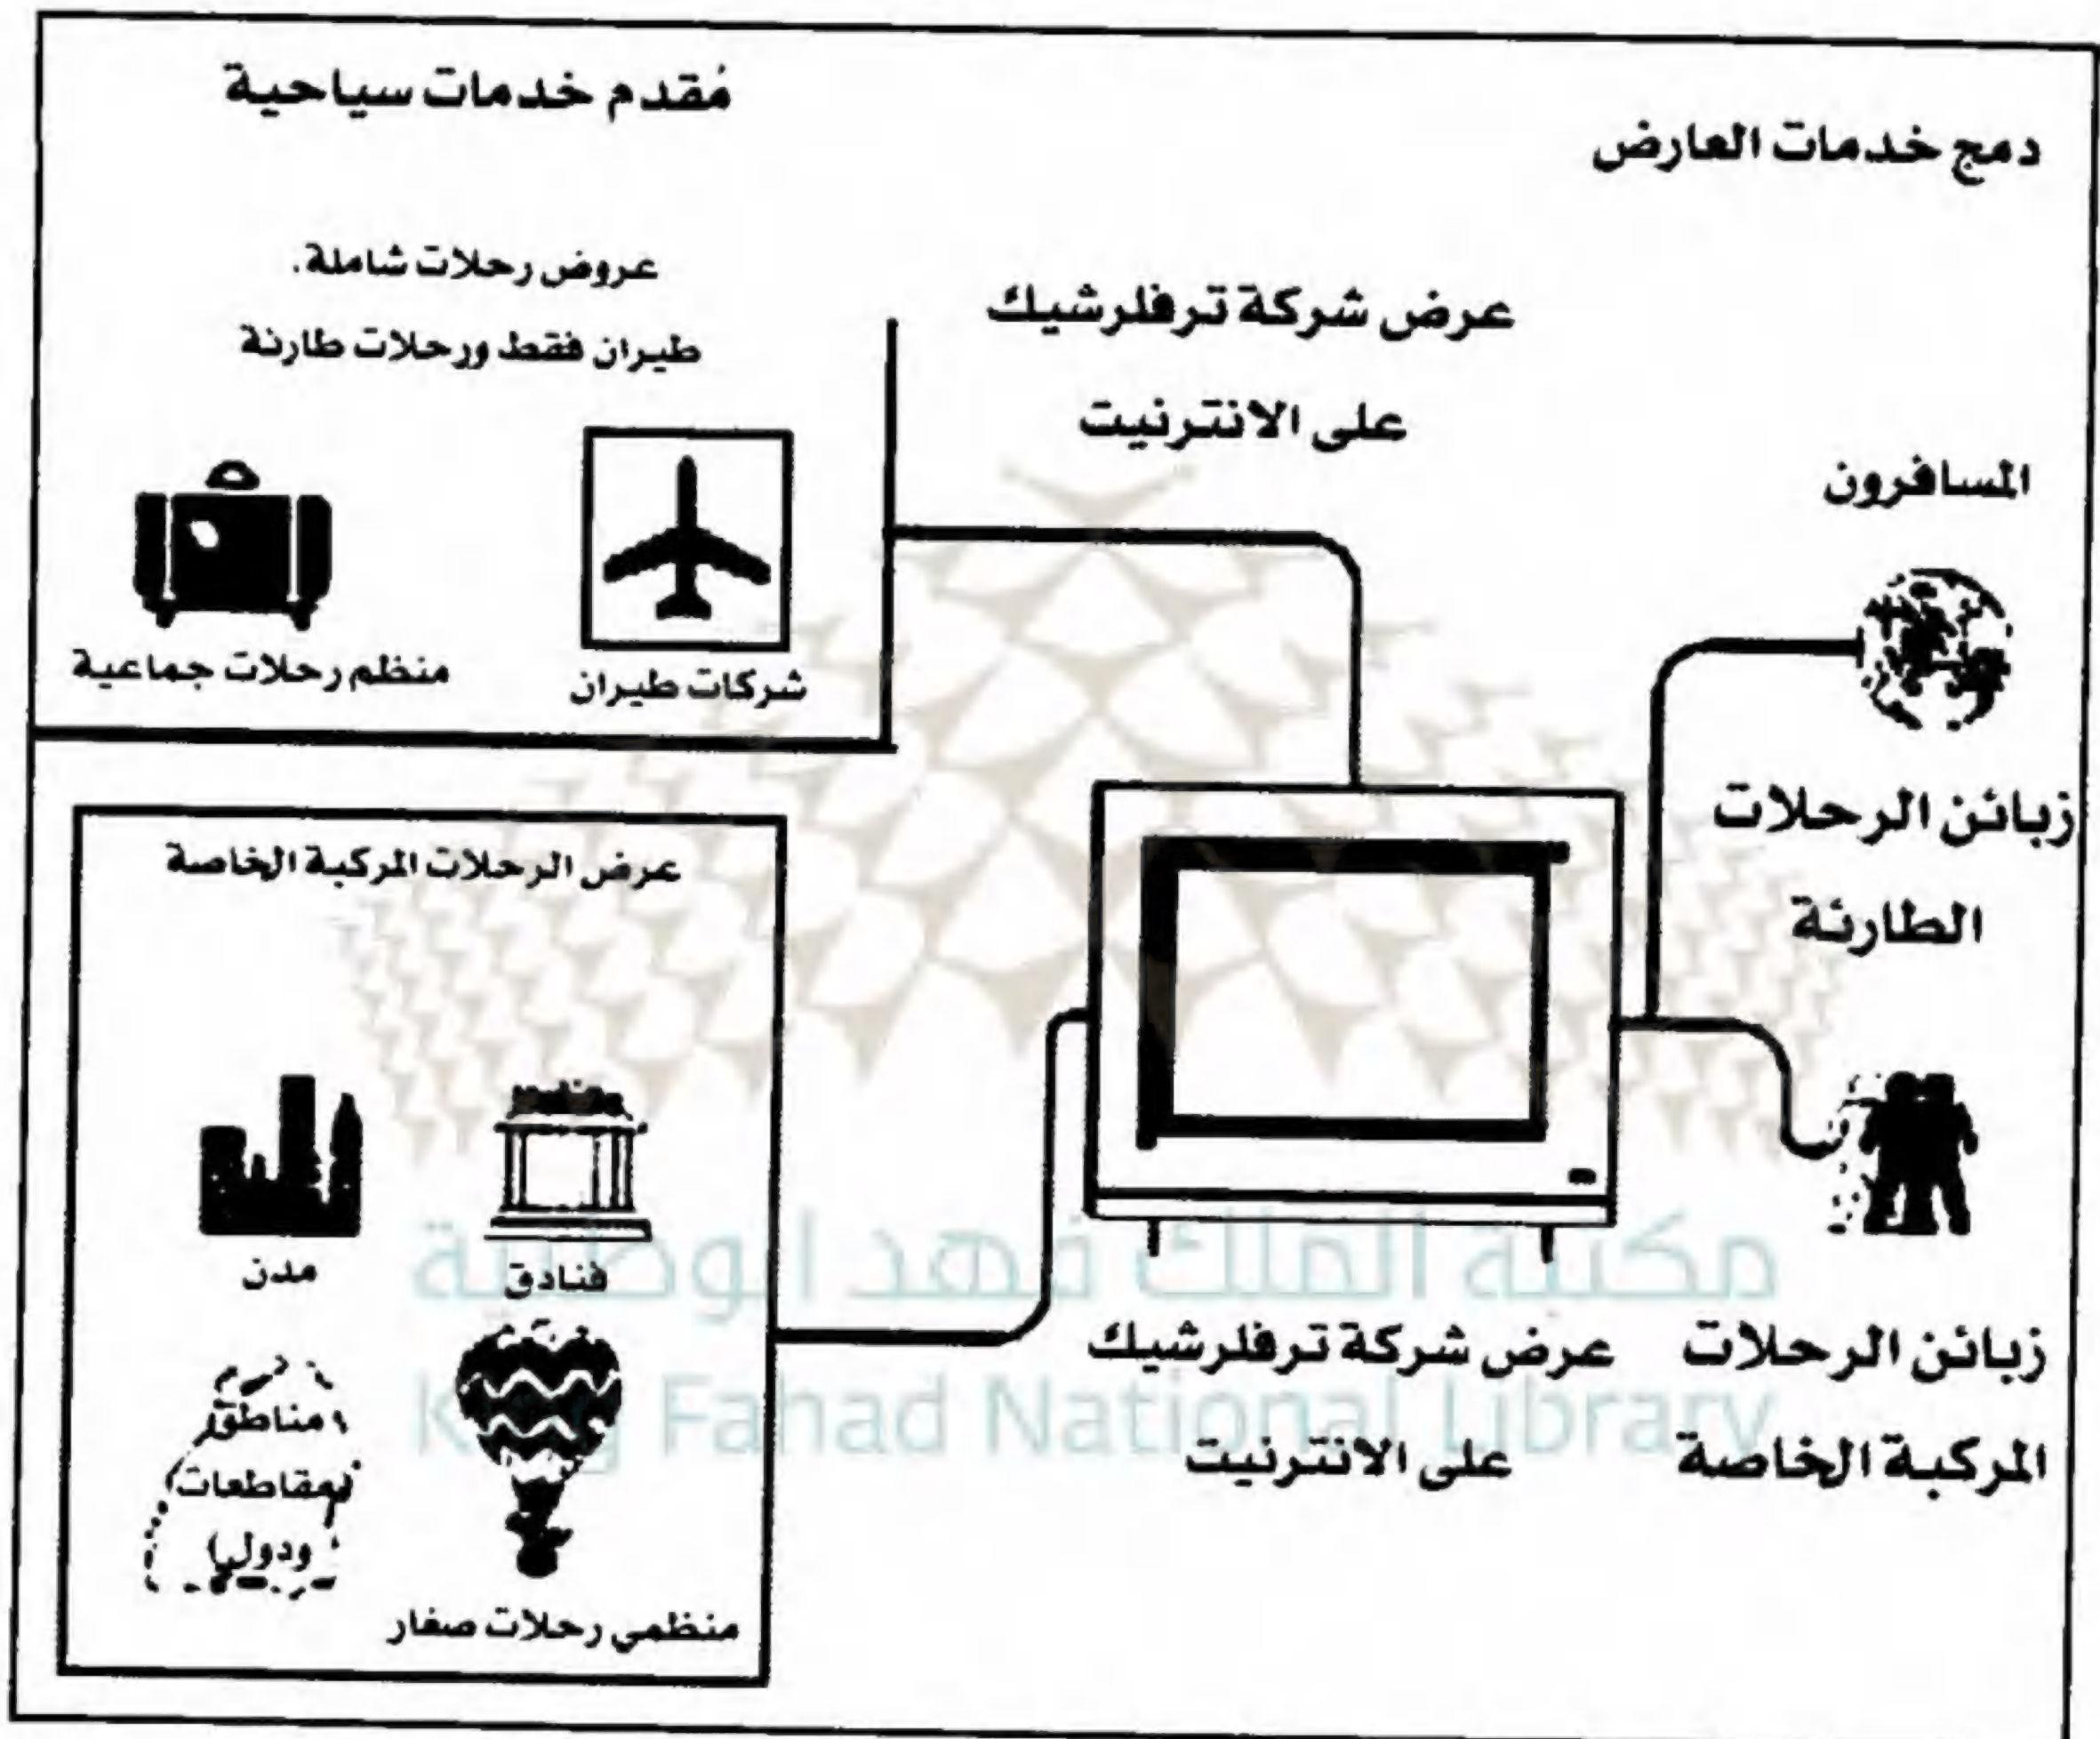 مُقدم خدمات سياحية
دمج خدمات العارض
عروض رحلات شاملة.
طيران فقط ورحلات طارئة
عرض شركة ترفلرشيك
على الانترنيت
المسافرون
منظم رحلات جماعية
شركات طيران
زبائن الرحلات
الطارئة
عرض الرحلات المركبة الخاصة
مدن
فنادق
مناطق
مقاطعات
ودول
منظمي رحلات صغار
عرض شركة ترفلرشيك
على الانترنيت
زبائن الرحلات
المركبة الخاصة
مكتبة الملك فهد الوطنية
King Fahad National Library